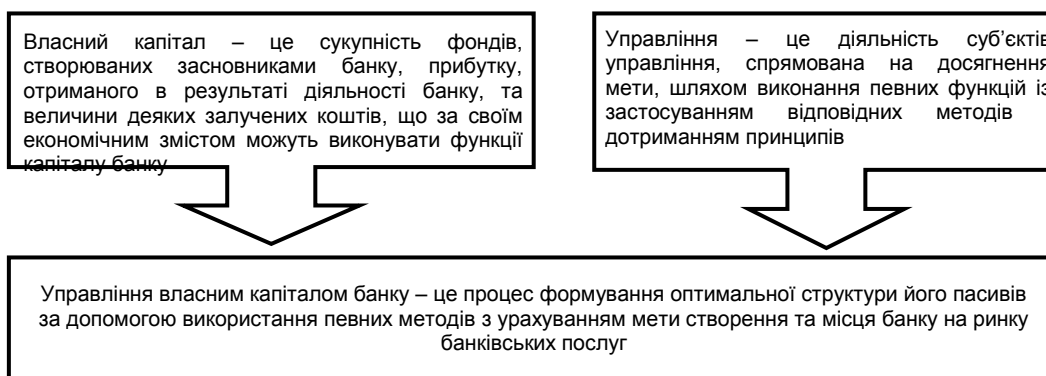 Власний капітал – це сукупність фондів,
створюваних засновниками банку, прибутку,
отриманого в результаті діяльності банку, та
величини деяких залучених коштів, що за своїм
економічним змістом можуть виконувати функції
капіталу банку
Управління – це діяльність суб’єктів
управління, спрямована на досягнення
мети, шляхом виконання певних функцій із
застосуванням відповідних методів
дотриманням принципів
Управління власним капіталом банку – це процес формування оптимальної структури його пасивів
за допомогою використання певних методів з урахуванням мети створення та місця банку на ринку
банківських послуг